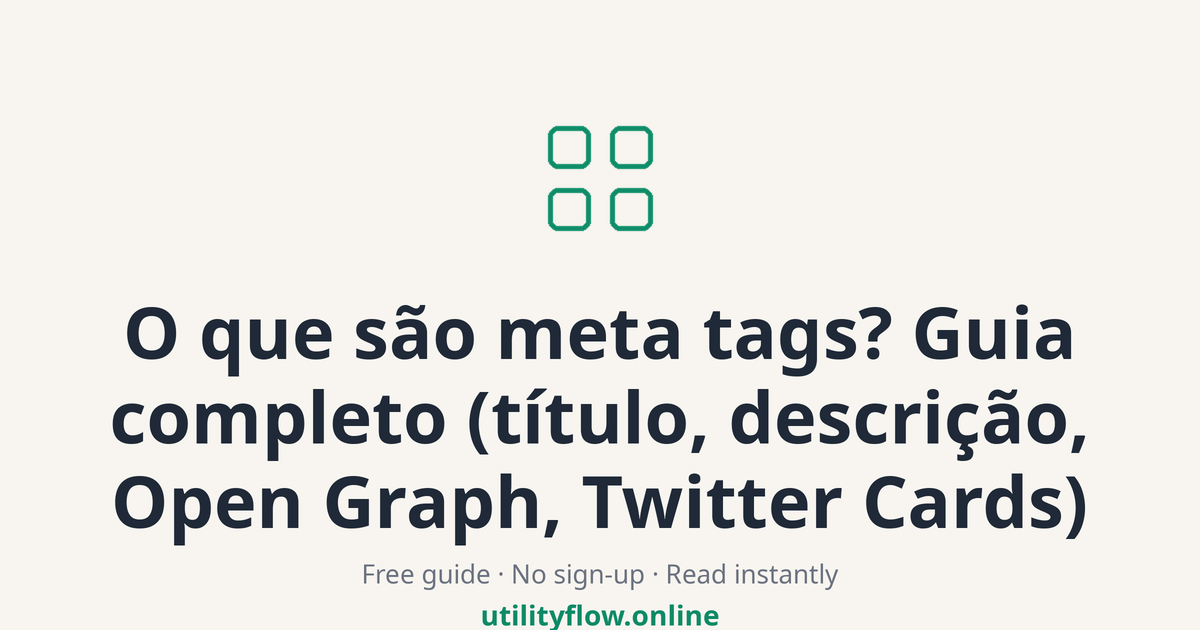 O que são meta tags? Guia
completo (título, descrição,
Open Graph, Twitter Cards)
Free guide · No sign-up · Read instantly
utilityflow.online